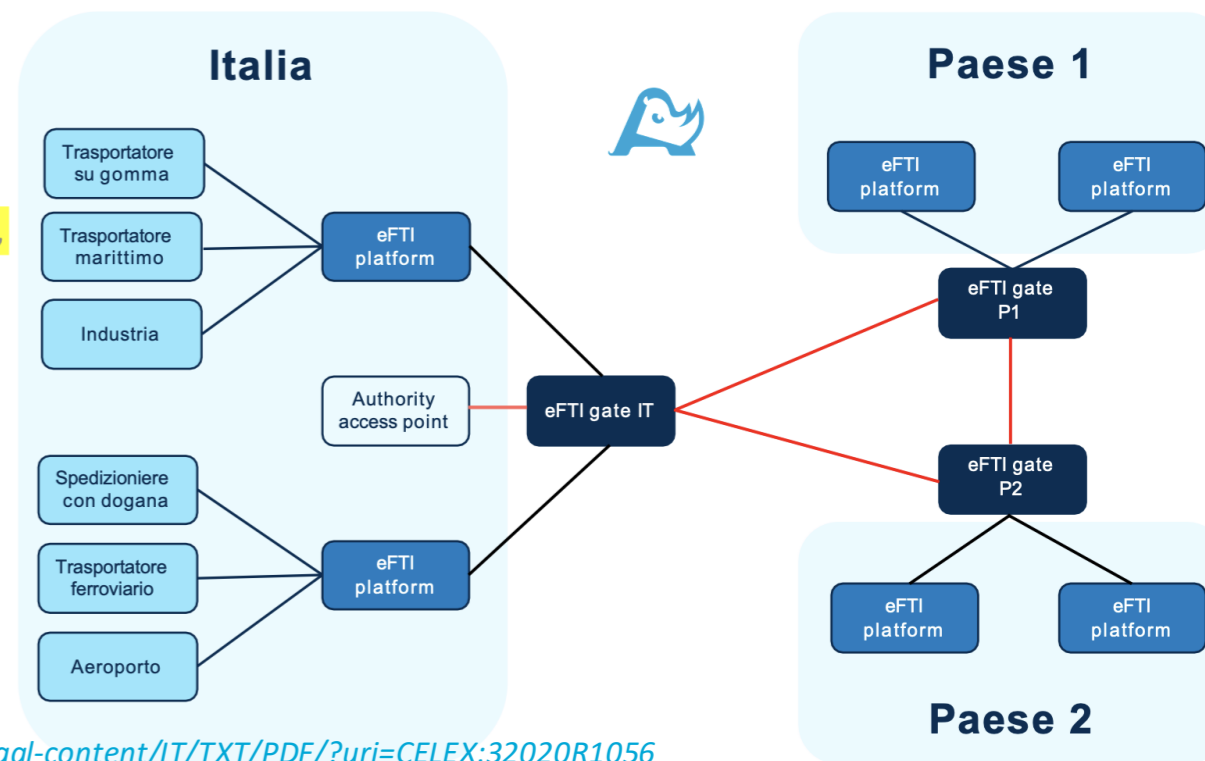 Italia
Trasportatore
su gomma
Trasportatore
marittimo
Industria
eFTI
platform
Authority
access point
eFTI gate IT
Spedizioniere
con dogana
Trasportatore
ferroviario
Aeroporto
eFTI
platform
Paese 1
eFTI
platform
eFTI
platform
eFTI gate
P1
eFTI gate
P2
eFTI
platform
eFTI
platform
Paese 2
-content/IT/TXT/PDF/?uri=CELEX:32020R1056